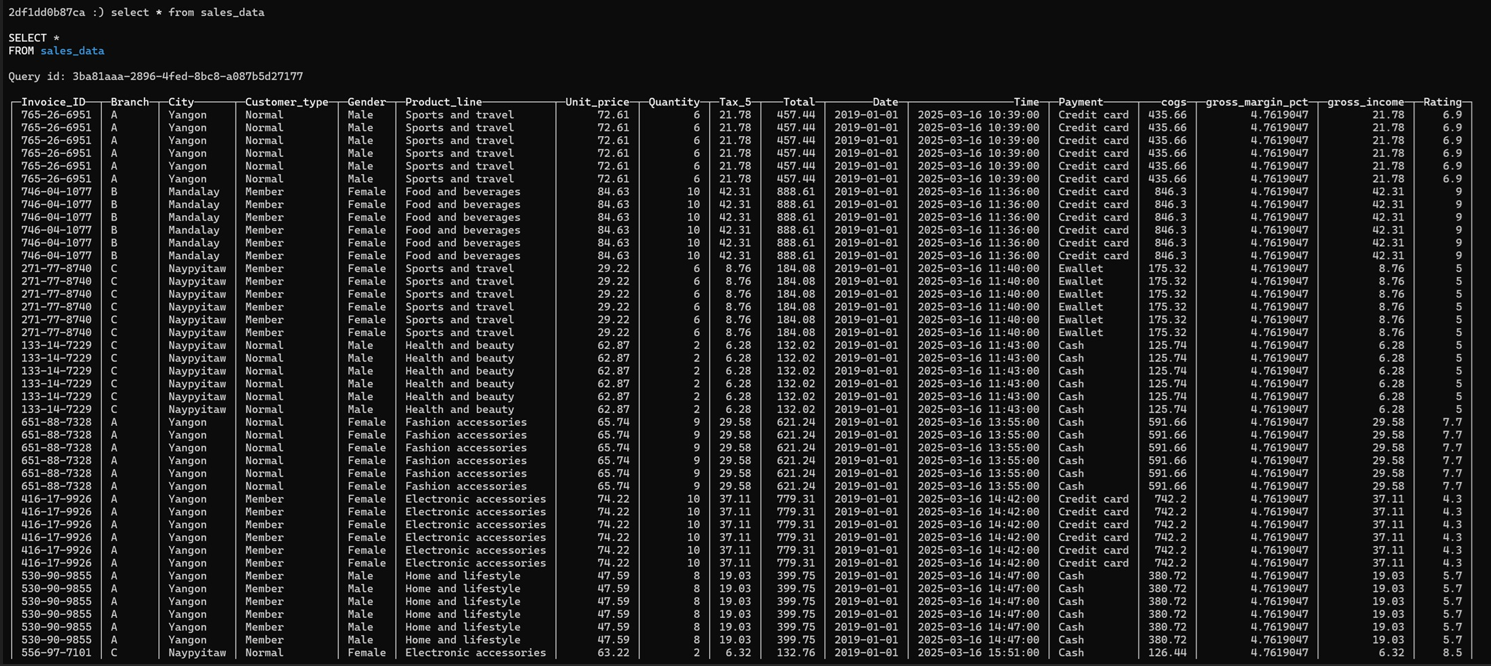 2df1dd0b87ca :) select * from sales_data
SELECT *
FROM sales_data
Query id: 3ba81aaa-2896-4fed-8bc8-a087b5d27177
Invoice_ID Branch City Customer_type Gender Product_line Unit_price Quantity Tax_5 Total Date Time Payment cogs gross_margin_pct gross_income Rating
765-26-6951 A Yangon Normal Male Sports and travel 72.61 6 21.78 457.44 2019-01-01 2025-03-16 10:39:00 Credit card 435.66 4.7619047 21.78 6.9
765-26-6951 A Yangon Normal Male Sports and travel 72.61 6 21.78 457.44 2019-01-01 2025-03-16 10:39:00 Credit card 435.66 4.7619047 21.78 6.9
765-26-6951 A Yangon Normal Male Sports and travel 72.61 6 21.78 457.44 2019-01-01 2025-03-16 10:39:00 Credit card 435.66 4.7619047 21.78 6.9
765-26-6951 A Yangon Normal Male Sports and travel 72.61 6 21.78 457.44 2019-01-01 2025-03-16 10:39:00 Credit card 435.66 4.7619047 21.78 6.9
765-26-6951 A Yangon Normal Male Sports and travel 72.61 6 21.78 457.44 2019-01-01 2025-03-16 10:39:00 Credit card 435.66 4.7619047 21.78 6.9
765-26-6951 A Yangon Normal Male Sports and travel 72.61 6 21.78 457.44 2019-01-01 2025-03-16 10:39:00 Credit card 435.66 4.7619047 21.78 6.9
746-04-1077 B Mandalay Member Female Food and beverages 84.63 10 42.31 888.61 2019-01-01 2025-03-16 11:36:00 Credit card 846.3 4.7619047 42.31 9
746-04-1077 B Mandalay Member Female Food and beverages 84.63 10 42.31 888.61 2019-01-01 2025-03-16 11:36:00 Credit card 846.3 4.7619047 42.31 9
746-04-1077 B Mandalay Member Female Food and beverages 84.63 10 42.31 888.61 2019-01-01 2025-03-16 11:36:00 Credit card 846.3 4.7619047 42.31 9
746-04-1077 B Mandalay Member Female Food and beverages 84.63 10 42.31 888.61 2019-01-01 2025-03-16 11:36:00 Credit card 846.3 4.7619047 42.31 9
746-04-1077 B Mandalay Member Female Food and beverages 84.63 10 42.31 888.61 2019-01-01 2025-03-16 11:36:00 Credit card 846.3 4.7619047 42.31 9
746-04-1077 B Mandalay Member Female Food and beverages 84.63 10 42.31 888.61 2019-01-01 2025-03-16 11:36:00 Credit card 846.3 4.7619047 42.31 9
271-77-8740 C Naypyitaw Member Female Sports and travel 29.22 6 8.76 184.08 2019-01-01 2025-03-16 11:40:00 Ewallet 175.32 4.7619047 8.76 5
271-77-8740 C Naypyitaw Member Female Sports and travel 29.22 6 8.76 184.08 2019-01-01 2025-03-16 11:40:00 Ewallet 175.32 4.7619047 8.76 5
271-77-8740 C Naypyitaw Member Female Sports and travel 29.22 6 8.76 184.08 2019-01-01 2025-03-16 11:40:00 Ewallet 175.32 4.7619047 8.76 5
271-77-8740 C Naypyitaw Member Female Sports and travel 29.22 6 8.76 184.08 2019-01-01 2025-03-16 11:40:00 Ewallet 175.32 4.7619047 8.76 5
271-77-8740 C Naypyitaw Member Female Sports and travel 29.22 6 8.76 184.08 2019-01-01 2025-03-16 11:40:00 Ewallet 175.32 4.7619047 8.76 5
271-77-8740 C Naypyitaw Member Female Sports and travel 29.22 6 8.76 184.08 2019-01-01 2025-03-16 11:40:00 Ewallet 175.32 4.7619047 8.76 5
133-14-7229 C Naypyitaw Normal Male Health and beauty 62.87 2 6.28 132.02 2019-01-01 2025-03-16 11:43:00 Cash 125.74 4.7619047 6.28 5
133-14-7229 C Naypyitaw Normal Male Health and beauty 62.87 2 6.28 132.02 2019-01-01 2025-03-16 11:43:00 Cash 125.74 4.7619047 6.28 5
133-14-7229 C Naypyitaw Normal Male Health and beauty 62.87 2 6.28 132.02 2019-01-01 2025-03-16 11:43:00 Cash 125.74 4.7619047 6.28 5
133-14-7229 C Naypyitaw Normal Male Health and beauty 62.87 2 6.28 132.02 2019-01-01 2025-03-16 11:43:00 Cash 125.74 4.7619047 6.28 5
133-14-7229 C Naypyitaw Normal Male Health and beauty 62.87 2 6.28 132.02 2019-01-01 2025-03-16 11:43:00 Cash 125.74 4.7619047 6.28 5
133-14-7229 C Naypyitaw Normal Male Health and beauty 62.87 2 6.28 132.02 2019-01-01 2025-03-16 11:43:00 Cash 125.74 4.7619047 6.28 5
651-88-7328 A Yangon Normal Female Fashion accessories 65.74 9 29.58 621.24 2019-01-01 2025-03-16 13:55:00 Cash 591.66 4.7619047 29.58 7.7
651-88-7328 A Yangon Normal Female Fashion accessories 65.74 9 29.58 621.24 2019-01-01 2025-03-16 13:55:00 Cash 591.66 4.7619047 29.58 7.7
651-88-7328 A Yangon Normal Female Fashion accessories 65.74 9 29.58 621.24 2019-01-01 2025-03-16 13:55:00 Cash 591.66 4.7619047 29.58 7.7
651-88-7328 A Yangon Normal Female Fashion accessories 65.74 9 29.58 621.24 2019-01-01 2025-03-16 13:55:00 Cash 591.66 4.7619047 29.58 7.7
651-88-7328 A Yangon Normal Female Fashion accessories 65.74 9 29.58 621.24 2019-01-01 2025-03-16 13:55:00 Cash 591.66 4.7619047 29.58 7.7
651-88-7328 A Yangon Normal Female Fashion accessories 65.74 9 29.58 621.24 2019-01-01 2025-03-16 13:55:00 Cash 591.66 4.7619047 29.58 7.7
416-17-9926 A Yangon Member Female Electronic accessories 74.22 10 37.11 779.31 2019-01-01 2025-03-16 14:42:00 Credit card 742.2 4.7619047 37.11 4.3
416-17-9926 A Yangon Member Female Electronic accessories 74.22 10 37.11 779.31 2019-01-01 2025-03-16 14:42:00 Credit card 742.2 4.7619047 37.11 4.3
416-17-9926 A Yangon Member Female Electronic accessories 74.22 10 37.11 779.31 2019-01-01 2025-03-16 14:42:00 Credit card 742.2 4.7619047 37.11 4.3
416-17-9926 A Yangon Member Female Electronic accessories 74.22 10 37.11 779.31 2019-01-01 2025-03-16 14:42:00 Credit card 742.2 4.7619047 37.11 4.3
416-17-9926 A Yangon Member Female Electronic accessories 74.22 10 37.11 779.31 2019-01-01 2025-03-16 14:42:00 Credit card 742.2 4.7619047 37.11 4.3
416-17-9926 A Yangon Member Female Electronic accessories 74.22 10 37.11 779.31 2019-01-01 2025-03-16 14:42:00 Credit card 742.2 4.7619047 37.11 4.3
530-90-9855 A Yangon Member Male Home and lifestyle 47.59 8 19.03 399.75 2019-01-01 2025-03-16 14:47:00 Cash 380.72 4.7619047 19.03 5.7
530-90-9855 A Yangon Member Male Home and lifestyle 47.59 8 19.03 399.75 2019-01-01 2025-03-16 14:47:00 Cash 380.72 4.7619047 19.03 5.7
530-90-9855 A Yangon Member Male Home and lifestyle 47.59 8 19.03 399.75 2019-01-01 2025-03-16 14:47:00 Cash 380.72 4.7619047 19.03 5.7
530-90-9855 A Yangon Member Male Home and lifestyle 47.59 8 19.03 399.75 2019-01-01 2025-03-16 14:47:00 Cash 380.72 4.7619047 19.03 5.7
530-90-9855 A Yangon Member Male Home and lifestyle 47.59 8 19.03 399.75 2019-01-01 2025-03-16 14:47:00 Cash 380.72 4.7619047 19.03 5.7
530-90-9855 A Yangon Member Male Home and lifestyle 47.59 8 19.03 399.75 2019-01-01 2025-03-16 14:47:00 Cash 380.72 4.7619047 19.03 5.7
556-97-7101 C Naypyitaw Normal Female Electronic accessories 63.22 2 6.32 132.76 2019-01-01 2025-03-16 15:51:00 Cash 126.44 4.7619047 6.32 8.5